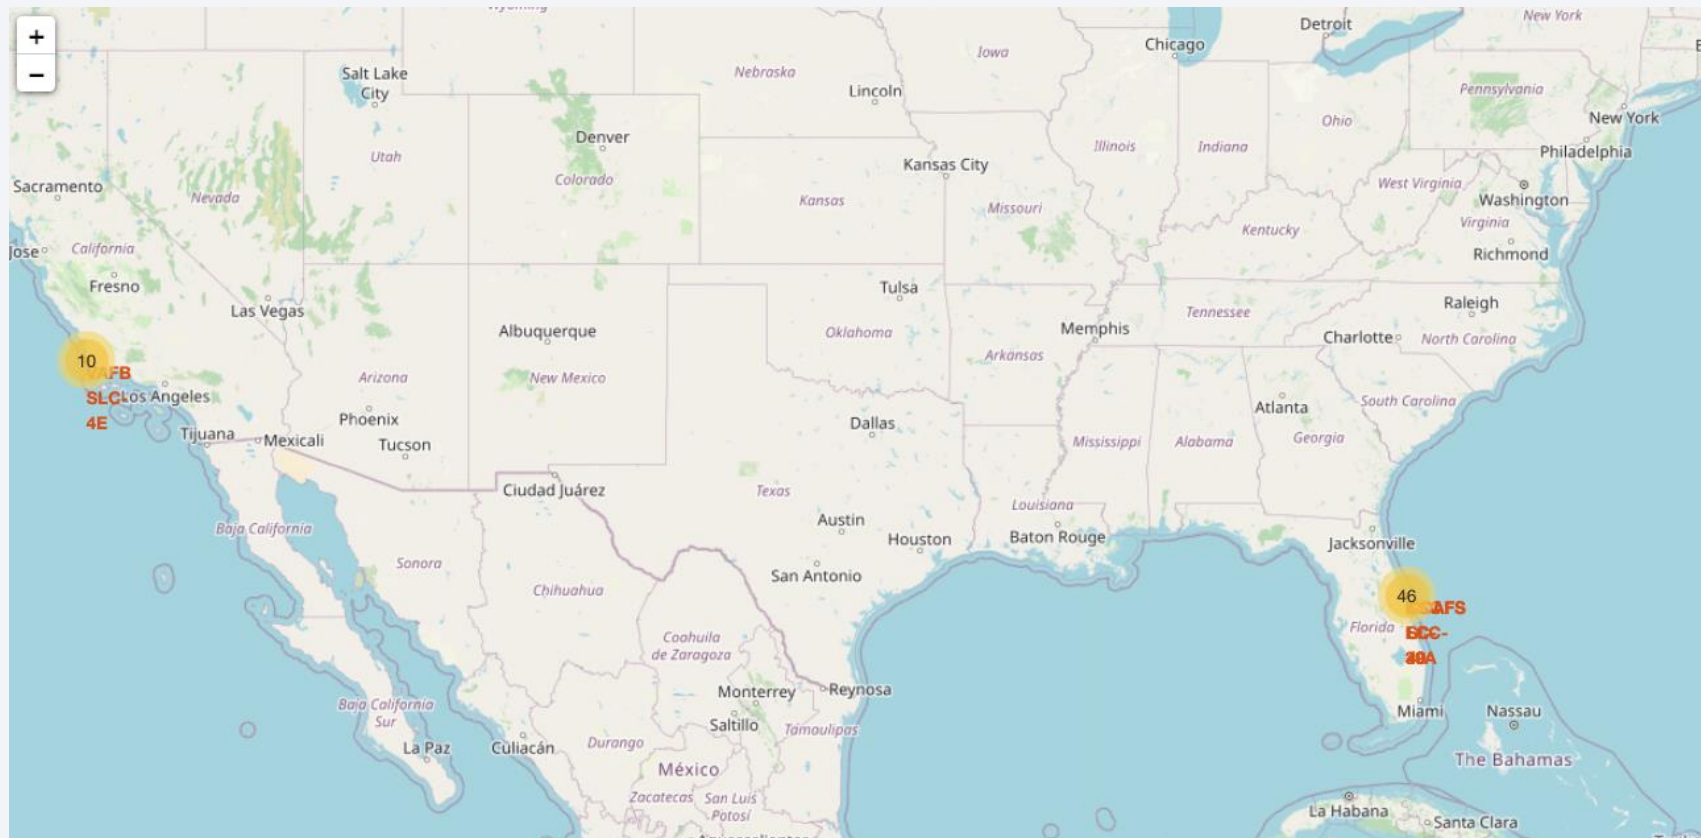 +
−
Wyoming
Salt Lake
City
Nebraska
Lincoln
Iowa
Chicago
Detroit
New York
Pennsylvania
New York
Philadelphia
Denver
Utah
Colorado
Kansas City
Illinois
Indiana
Ohio
Sacramento
Nevada
Kansas
Missouri
West Virginia
Washington
Virginia
Kentucky
Richmond
Jose
California
Fresno
Las Vegas
Tulsa
Raleigh
Albuquerque
Oklahoma
Memphis
Tennessee
Charlotte
North Carolina
10
Arizona
New Mexico
Arkansas
SLC-
Los Angeles
4E
Phoenix
Dallas
Atlanta
South Carolina
Tijuana
Mexicali
Tucson
Mississippi
Alabama
Georgia
Ciudad Juárez
Texas
Louisiana
Baja California
Austin
Houston
Baton Rouge
Jacksonville
Sonora
Chihuahua
San Antonio
46
Florida
Coahuila
de Zaragoza
Monterrey
Reynosa
Baja California
Sur
Saltillo
Tamaulipas
Miami
Nassau
La Paz
Culiacán
Durango
México
The Bahamas
Zacatecas
San Luis
Potosí
La Habana
Santa Clara